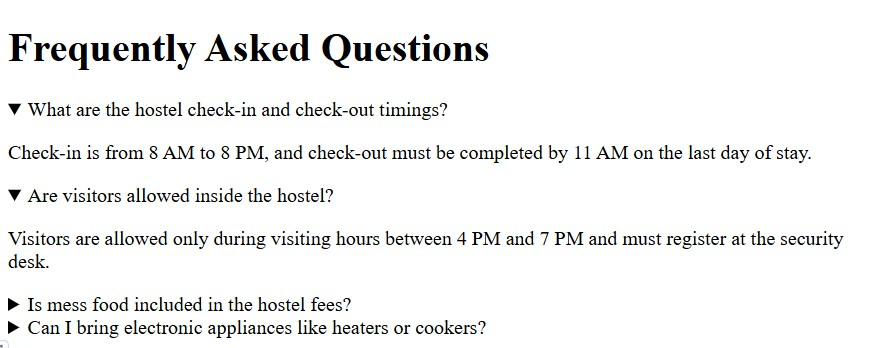 Frequently Asked Questions
What are the hostel check-in and check-out timings?
Check-in is from 8 AM to 8 PM, and check-out must be completed by 11 AM on the last day of stay.
Are visitors allowed inside the hostel?
Visitors are allowed only during visiting hours between 4 PM and 7 PM and must register at the security
desk.
Is mess food included in the hostel fees?
Can I bring electronic appliances like heaters or cookers?